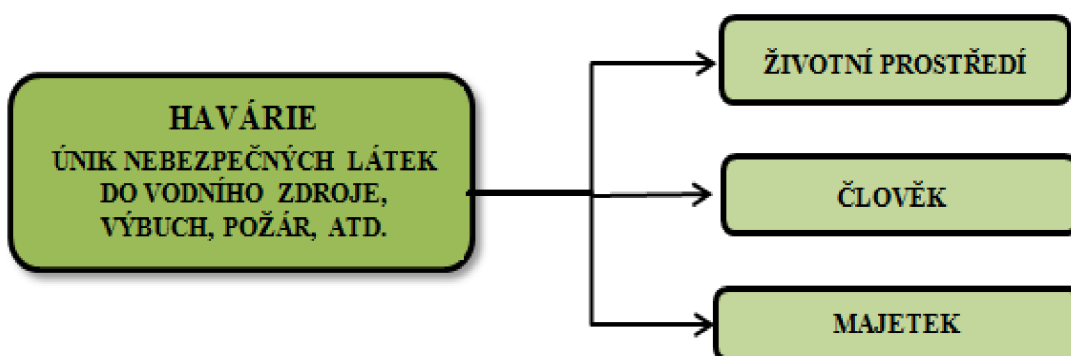 HAVÁRIE
ÚNIK NEBEZPEČNÝCH LÁTEK
DO VODNÍHO ZDROJE,
VÝBUCH, POŽÁR, ATD.
ŽIVOTNÍ PROSTŘEDÍ
ČLOVĚK
MAJETEK